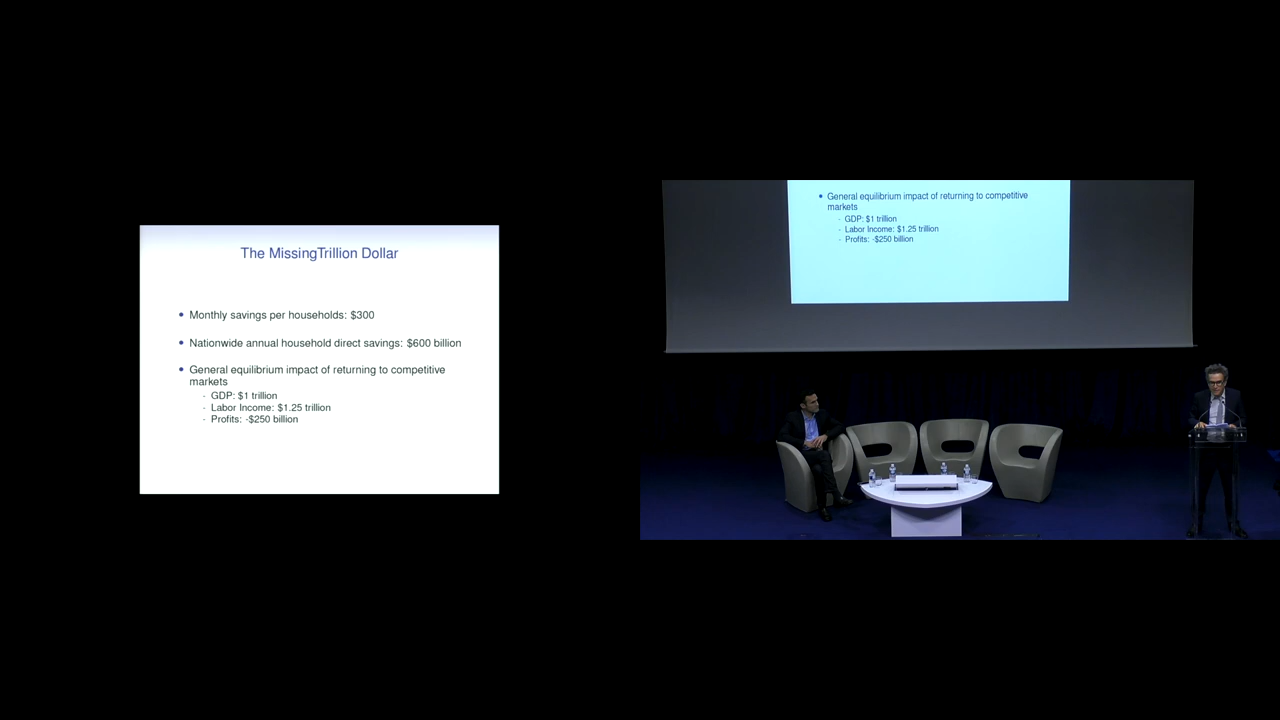 The MissingTrillion Dollar
• Monthly savings per households: $300
• Nationwide annual household direct savings: $600 billion
• General equilibrium impact of returning to competitive
markets
- GDP: $1 trillion
- Labor Income: $1.25 trillion
- Profits: -$250 billion
• General equilibrium impact of returning to competitive
markets
- GDP: $1 trillion
- Labor Income: $1.25 trillion
- Profits: -$250 billion